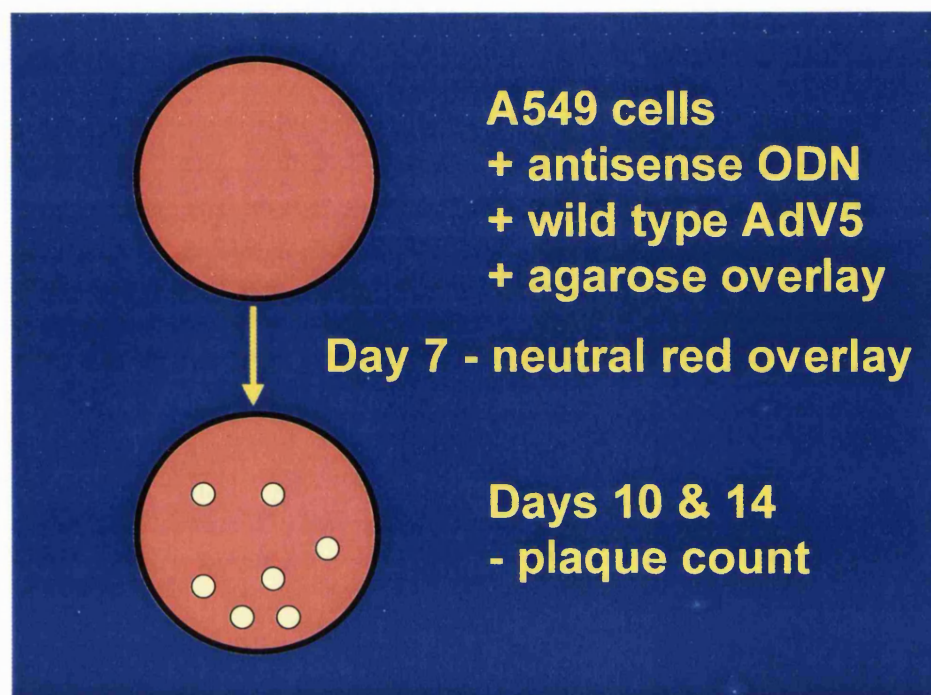 A549 cells
+ antisense ODN
+ wild type AdV5
+ agarose overlay
Day 7 - neutral red overlay
Days 10 & 14
- plaque count